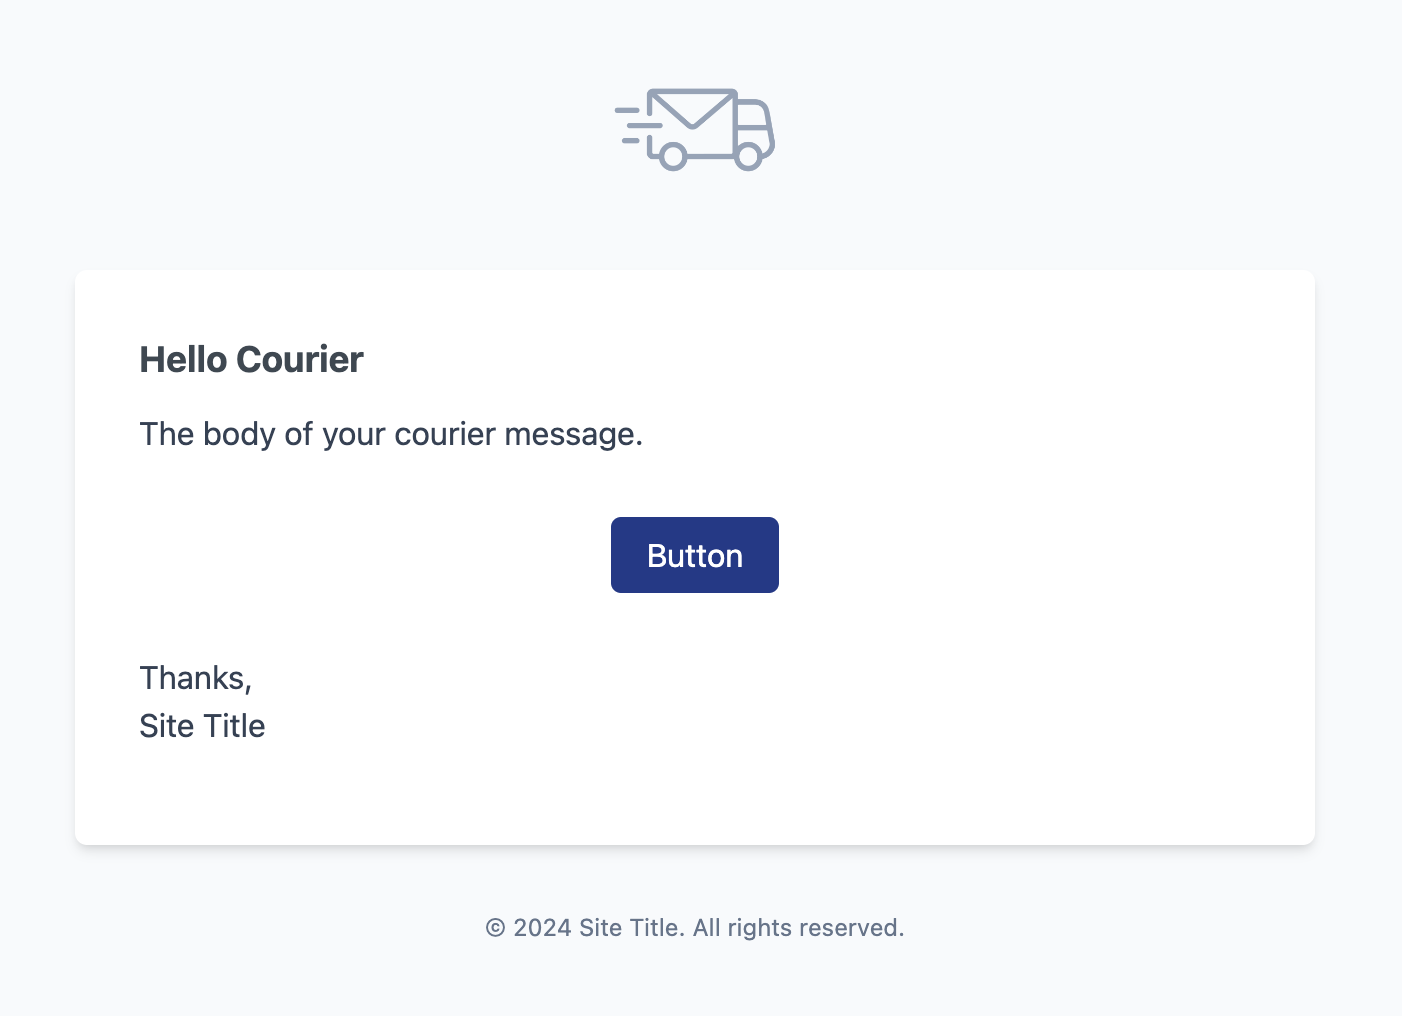 Hello Courier
The body of your courier message.
Button
Thanks,
Site Title
© 2024 Site Title. All rights reserved.